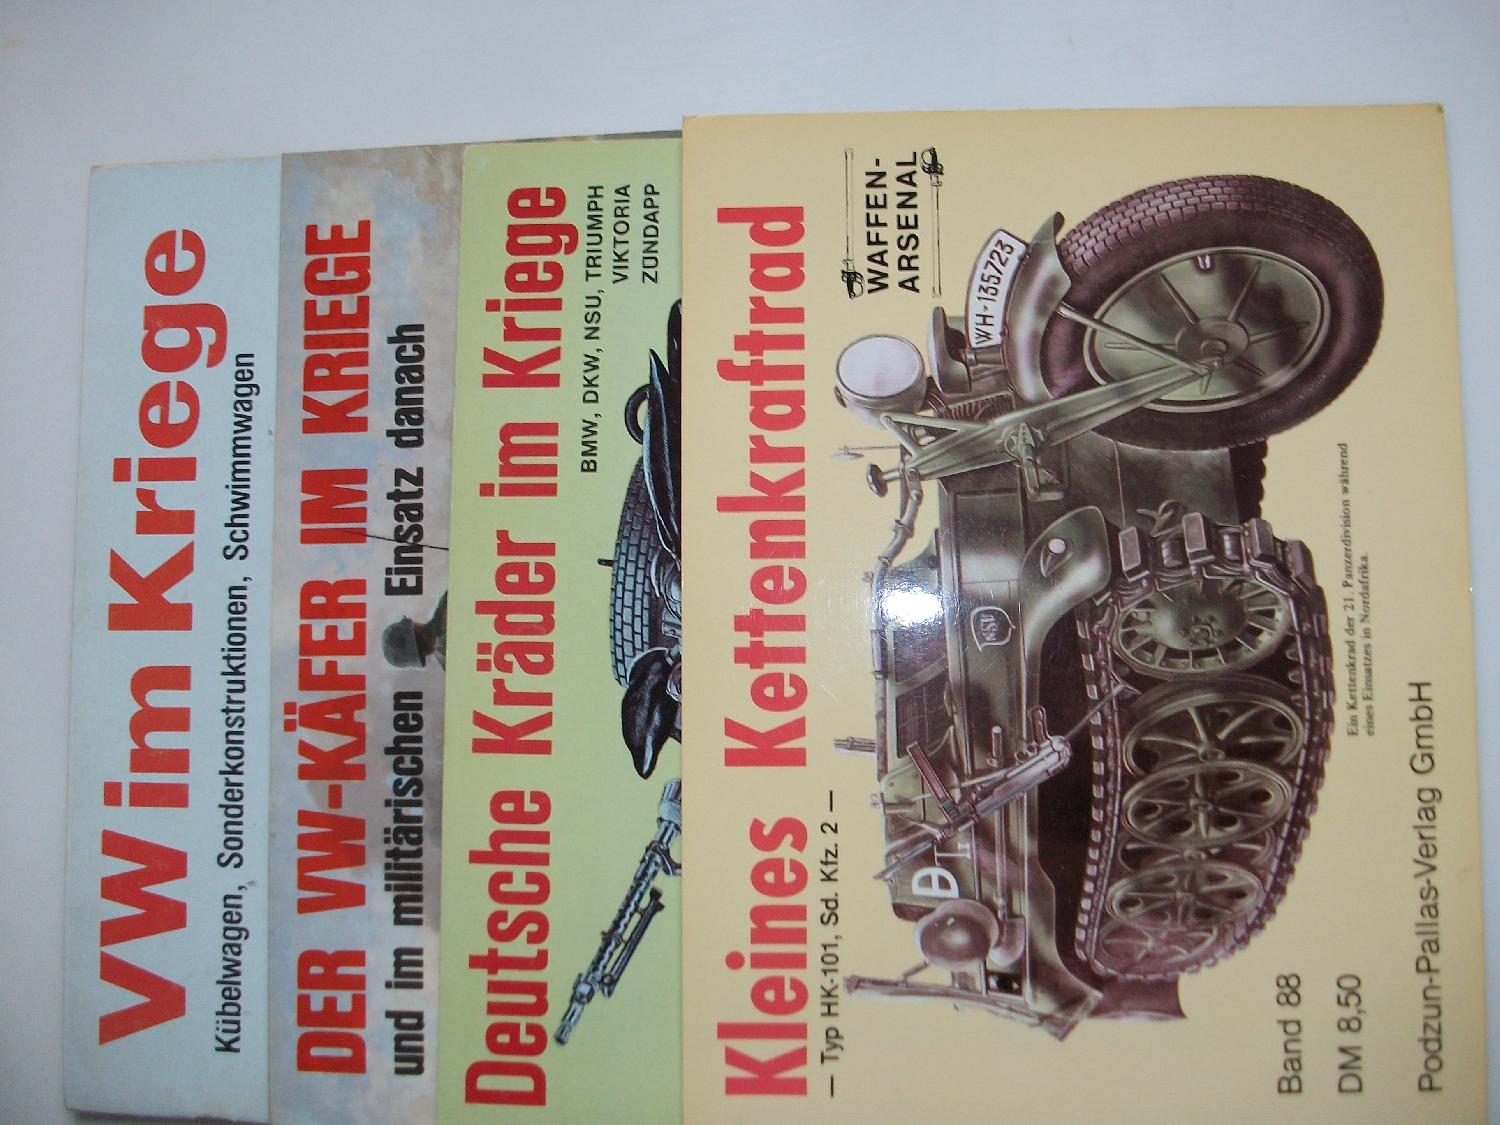 VW im Kriege
Kübelwagen, Sonderkonstruktionen, Schwimmwagen
DER VW-KÄFER IM KRIEGE
und im militärischen Einsatz danach
Deutsche Kräder im Kriege
BMW, DKW, NSU, TRIUMPH
VIKTORIA
ZÜNDAPP
Kleines Kettenkraftrad
— Typ HK-101, Sd. Kfz. 2 —
WAFFEN-
ARSENAL
WH-135723
NSU
Ein Kettenkrad der 21. Panzerdivision während
eines Einsatzes in Nordafrika.
Band 88
DM 8,50
Podzun-Pallas-Verlag GmbH